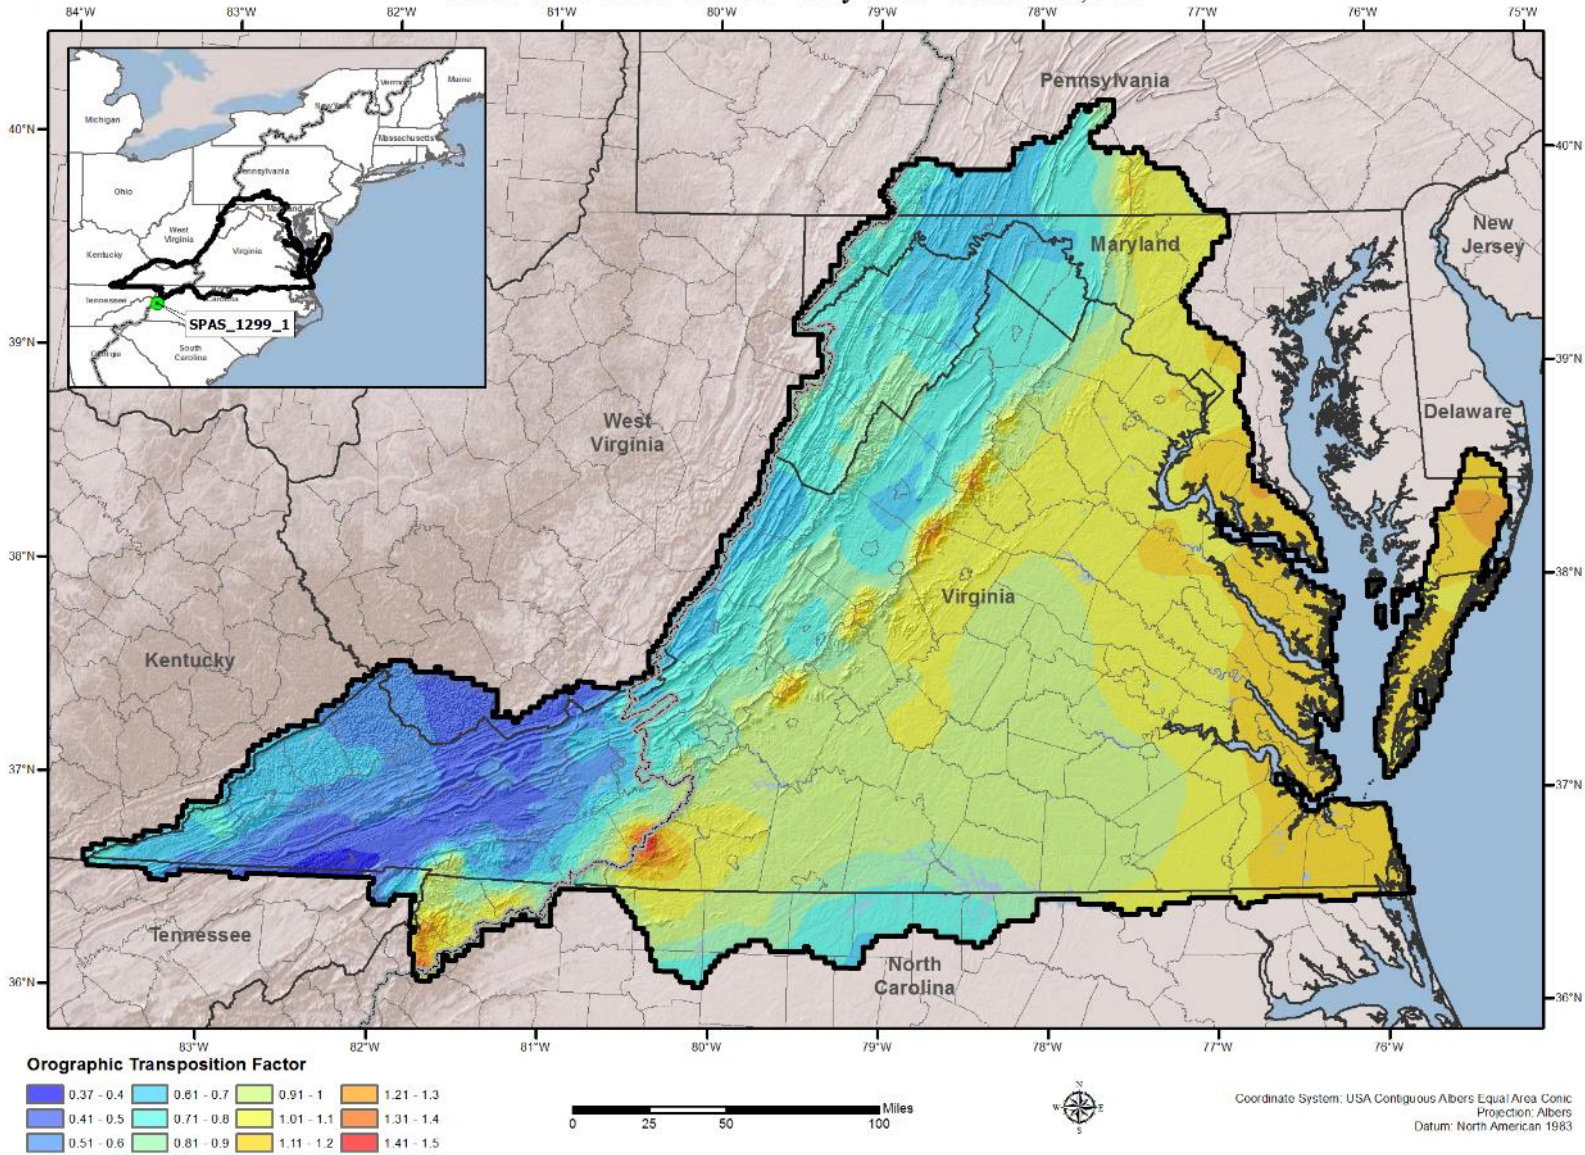 84°W 83°W 82°W 81°W 80°W 79°W 78°W 77°W 76°W 75°W
Maine
Vermont
New York
Michigan
Massachusetts
Pennsylvania
Ohio
West
Virginia
Virginia
Kentucky
Tennessee
SPAS_1299_1
South
Carolina
Georgia
Pennsylvania
40°N
40°N
Maryland
New
Jersey
39°N
39°N
West
Virginia
Delaware
38°N
38°N
Virginia
Kentucky
37°N
37°N
Tennessee
North
Carolina
36°N
36°N
83°W 82°W 81°W 80°W 79°W 78°W 77°W 76°W
Orographic Transposition Factor
0.37 - 0.4 0.61 - 0.7 0.91 - 1 1.21 - 1.3
0.41 - 0.5 0.71 - 0.8 1.01 - 1.1 1.31 - 1.4
0.51 - 0.6 0.81 - 0.9 1.11 - 1.2 1.41 - 1.5
Miles
0 25 50 100
N
W E
S
Coordinate System: USA Contiguous Albers Equal Area Conic
Projection: Albers
Datum: North American 1983